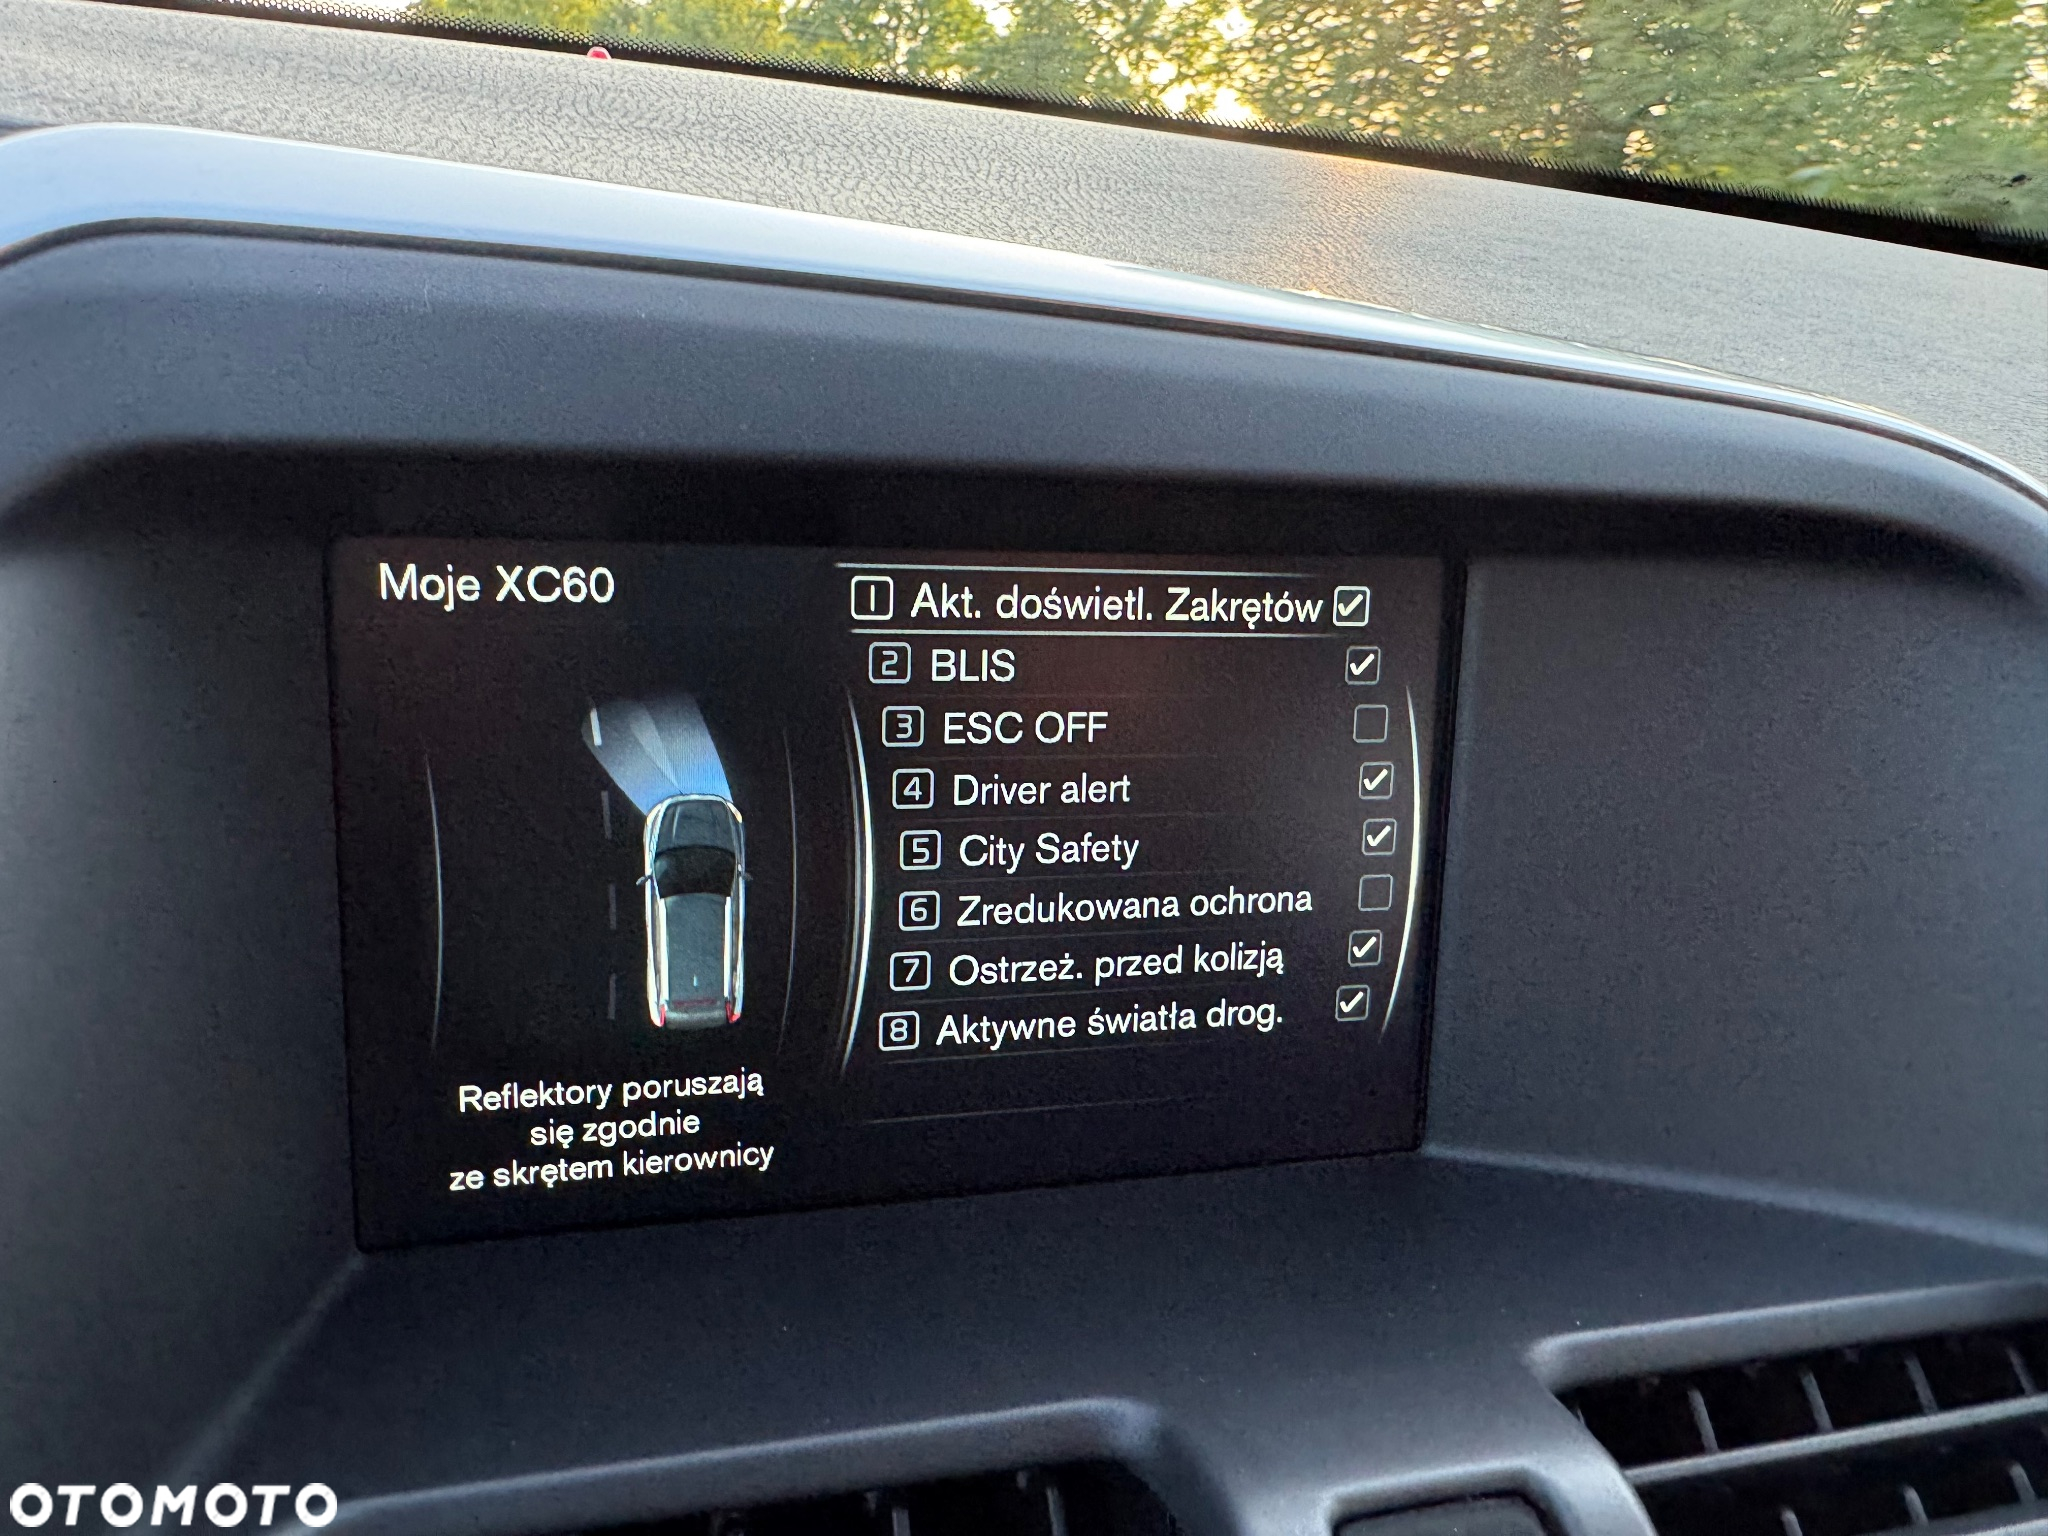 Moje XC60
1 Akt. doświetl. Zakrętów
2 BLIS
3 ESC OFF
4 Driver alert
5 City Safety
6 Zredukowana ochrona
7 Ostrzeż. przed kolizją
8 Aktywne światła drog.
Reflektory poruszają
się zgodnie
ze skrętem kierownicy
OTOMOTO